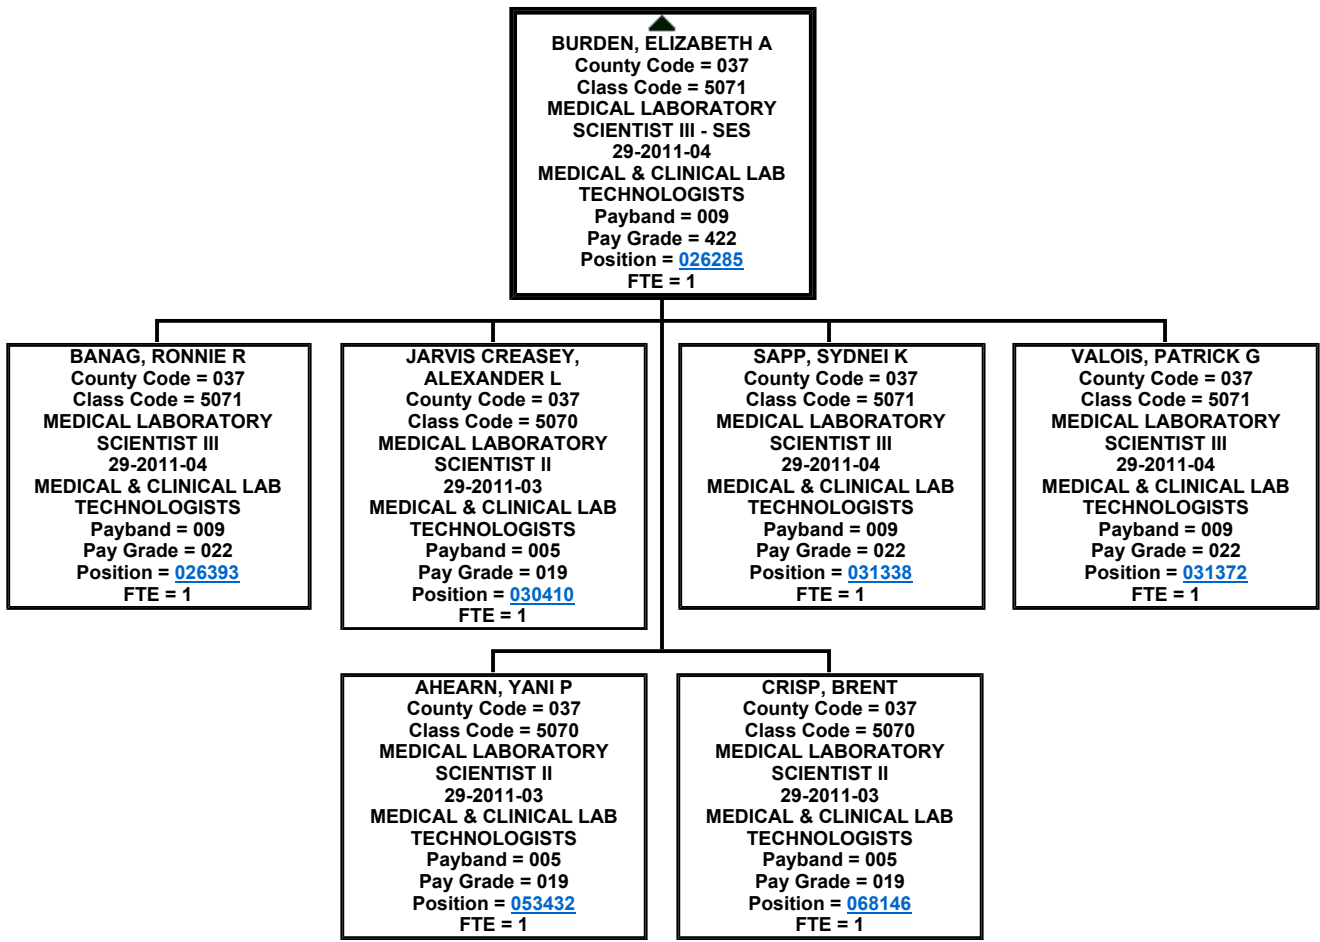 BURDEN, ELIZABETH A
County Code = 037
Class Code = 5071
MEDICAL LABORATORY
SCIENTIST III - SES
29-2011-04
MEDICAL & CLINICAL LAB
TECHNOLOGISTS
Payband = 009
Pay Grade = 422
Position = 026285
FTE = 1
BANAG, RONNIE R
County Code = 037
Class Code = 5071
MEDICAL LABORATORY
SCIENTIST III
29-2011-04
MEDICAL & CLINICAL LAB
TECHNOLOGISTS
Payband = 009
Pay Grade = 022
Position = 026393
FTE = 1
JARVIS CREASEY,
ALEXANDER L
County Code = 037
Class Code = 5070
MEDICAL LABORATORY
SCIENTIST II
29-2011-03
MEDICAL & CLINICAL LAB
TECHNOLOGISTS
Payband = 005
Pay Grade = 019
Position = 030410
FTE = 1
SAPP, SYDNEI K
County Code = 037
Class Code = 5071
MEDICAL LABORATORY
SCIENTIST III
29-2011-04
MEDICAL & CLINICAL LAB
TECHNOLOGISTS
Payband = 009
Pay Grade = 022
Position = 031338
FTE = 1
VALOIS, PATRICK G
County Code = 037
Class Code = 5071
MEDICAL LABORATORY
SCIENTIST III
29-2011-04
MEDICAL & CLINICAL LAB
TECHNOLOGISTS
Payband = 009
Pay Grade = 022
Position = 031372
FTE = 1
AHEARN, YANI P
County Code = 037
Class Code = 5070
MEDICAL LABORATORY
SCIENTIST II
29-2011-03
MEDICAL & CLINICAL LAB
TECHNOLOGISTS
Payband = 005
Pay Grade = 019
Position = 053432
FTE = 1
CRISP, BRENT
County Code = 037
Class Code = 5070
MEDICAL LABORATORY
SCIENTIST II
29-2011-03
MEDICAL & CLINICAL LAB
TECHNOLOGISTS
Payband = 005
Pay Grade = 019
Position = 068146
FTE = 1